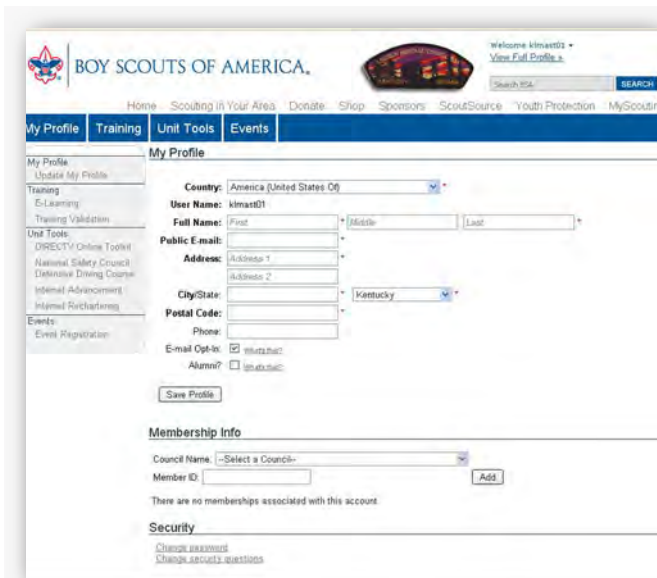 Welcome klmast01
View Full Profile »
BOY SCOUTS OF AMERICA.
Search BSA
SEARCH
Home Scouting in Your Area Donate Shop Sponsors ScoutSource Youth Protection MyScouting
My Profile Training Unit Tools Events
My Profile
Update My Profile
Training
E-Learning
Training Validation
Unit Tools
DIRECTV Online Toolkit
National Safety Council
Defensive Driving Course
Internet Advancement
Internet Rechartering
Events
Event Registration
My Profile
Country: America (United States Of) *
User Name: klmast01
Full Name: First * Middle Last *
Public E-mail: *
Address: Address 1 *
Address 2
City/State: * Kentucky *
Postal Code: *
Phone:
E-mail Opt-In: What's this?
Alumni? What's this?
Save Profile
Membership Info
Council Name: --Select a Council--
Member ID: Add
There are no memberships associated with this account
Security
Change password
Change security questions